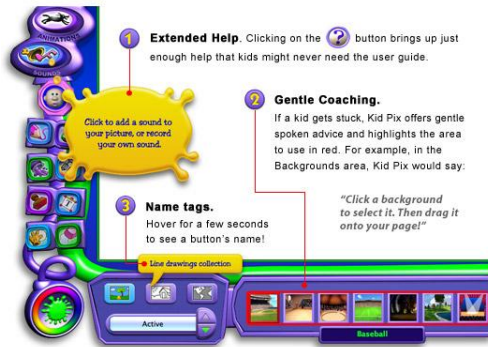 ANIMATIONS
SOUNDS
1 Extended Help. Clicking on the ? button brings up just
enough help that kids might never need the user guide.
Click to add a sound to
your picture, or record
your own sound.
2 Gentle Coaching.
If a kid gets stuck, Kid Pix offers gentle
spoken advice and highlights the area
to use in red. For example, in the
Backgrounds area, Kid Pix would say:
“Click a background
to select it. Then drag it
onto your page!”
3 Name tags.
Hover for a few seconds
to see a button's name!
Line drawings collection
Active
Baseball